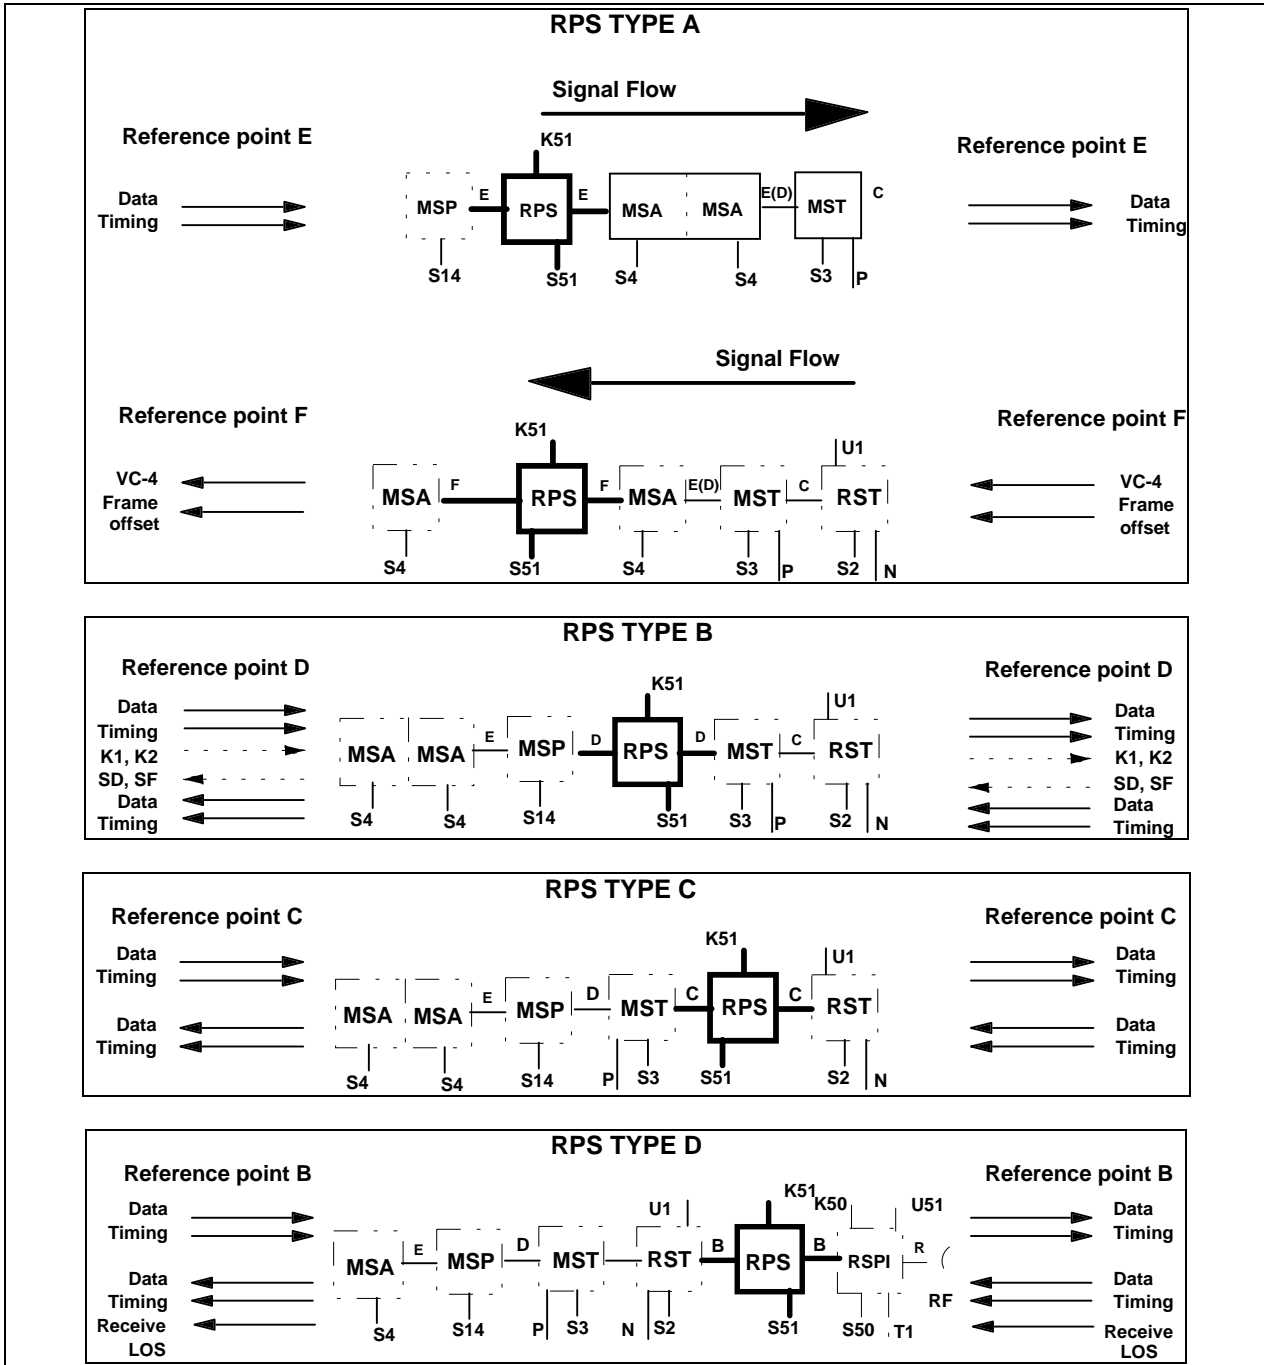 RPS TYPE A
Signal Flow
Reference point E
K51
Reference point E
Data
Timing
MSP
E
RPS
E
MSA
MSA
E(D)
MST
C
Data
Timing
S14
S51
S4
S4
S3
P
Signal Flow
Reference point F
K51
Reference point F
U1
VC-4
Frame
offset
MSA
F
RPS
F
MSA
E(D)
MST
C
RST
VC-4
Frame
offset
S4
S51
S4
S3
P
S2
N
RPS TYPE B
Reference point D
Reference point D
K51
U1
Data
Timing
K1, K2
SD, SF
Data
Timing
MSA
MSA
E
MSP
D
RPS
D
MST
C
RST
Data
Timing
K1, K2
SD, SF
Data
Timing
S4
S4
S14
S51
S3
P
S2
N
RPS TYPE C
Reference point C
Reference point C
K51
U1
Data
Timing
Data
Timing
MSA
MSA
E
MSP
D
MST
C
RPS
C
RST
Data
Timing
Data
Timing
S4
S4
S14
P
S3
S51
S2
N
RPS TYPE D
Reference point B
Reference point B
U1
K51
K50
U51
Data
Timing
Data
Timing
Receive
LOS
MSA
E
MSP
D
MST
RST
B
RPS
B
RSPI
R
RF
Data
Timing
Data
Timing
Receive
LOS
S4
S14
P
S3
N
S2
S51
S50
T1